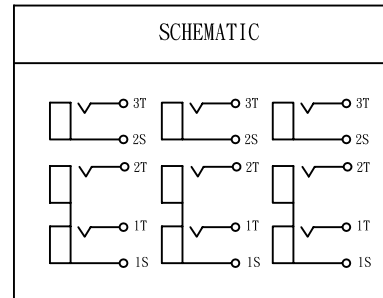 SCHEMATIC
3T 3T 3T
2S 2S 2S
2T 2T 2T
1T 1T 1T
1S 1S 1S